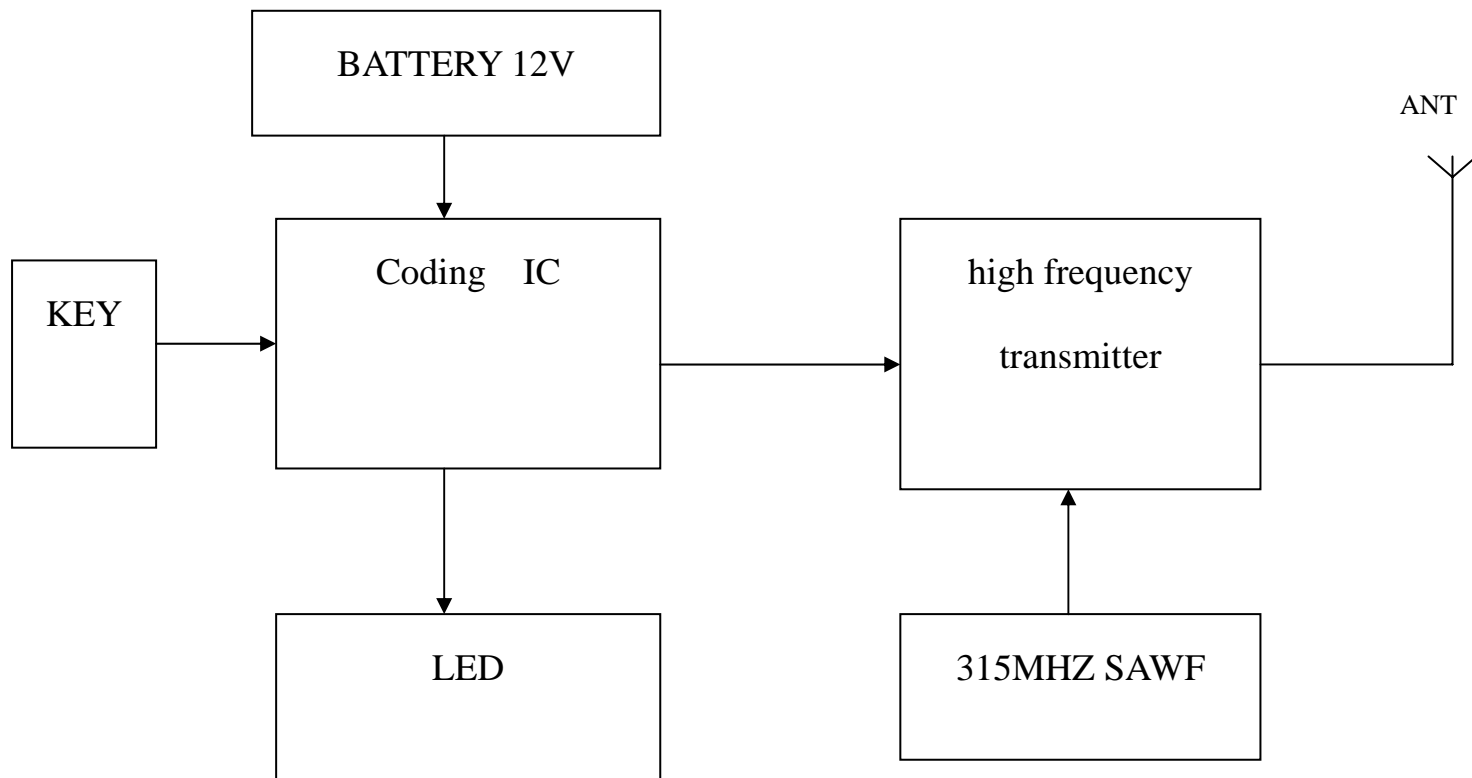 BATTERY 12V
ANT
Coding IC
high frequency
transmitter
KEY
LED
315MHZ SAWF